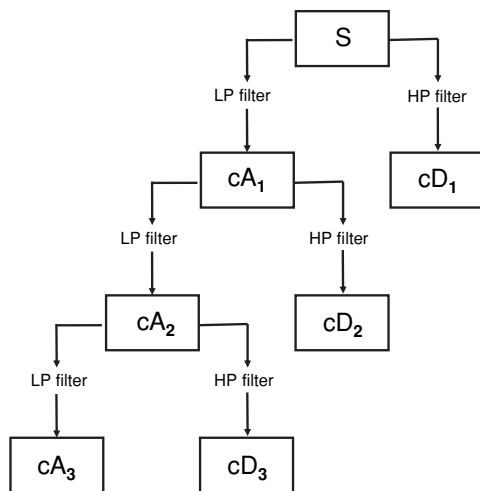 S
LP filter
HP filter
cA₁
cD₁
LP filter
HP filter
cA₂
cD₂
LP filter
HP filter
cA₃
cD₃